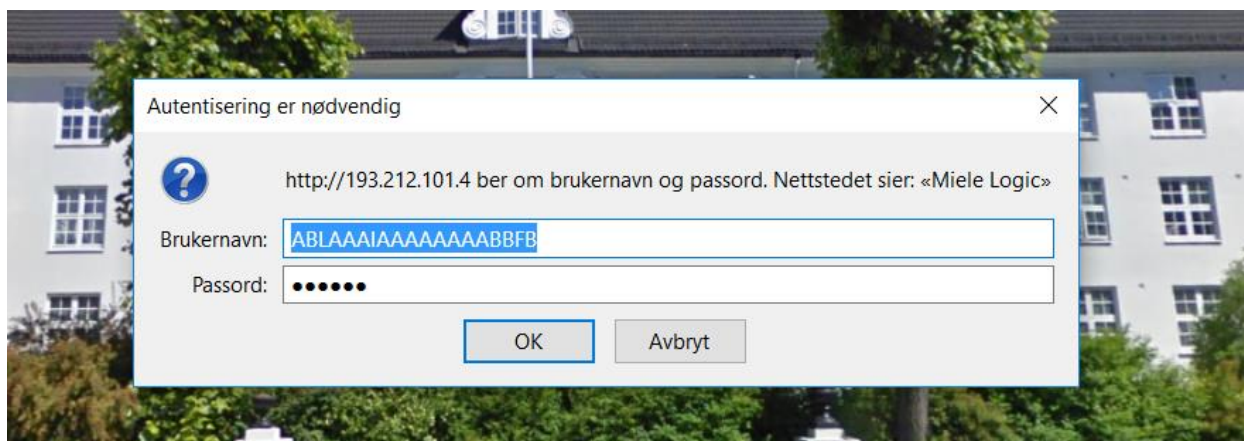 Autentisering er nødvendig
http://193.212.101.4 ber om brukernavn og passord. Nettstedet sier: «Miele Logic»
Brukernavn: ABLAAAIAAAAAAAABBFB
Passord: ●●●●●●
OK Avbryt